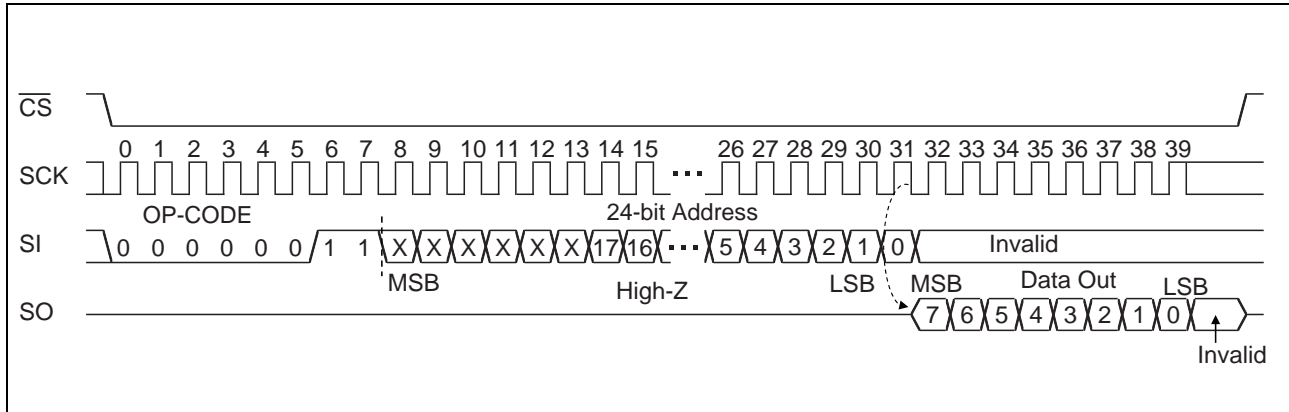 CS
0 1 2 3 4 5 6 7 8 9 10 11 12 13 14 15 26 27 28 29 30 31 32 33 34 35 36 37 38 39
SCK
OP-CODE 24-bit Address
SI 0 0 0 0 0 0 1 1 X X X X X X 17 16 5 4 3 2 1 0 Invalid
MSB High-Z LSB MSB Data Out LSB
SO 7 6 5 4 3 2 1 0
Invalid